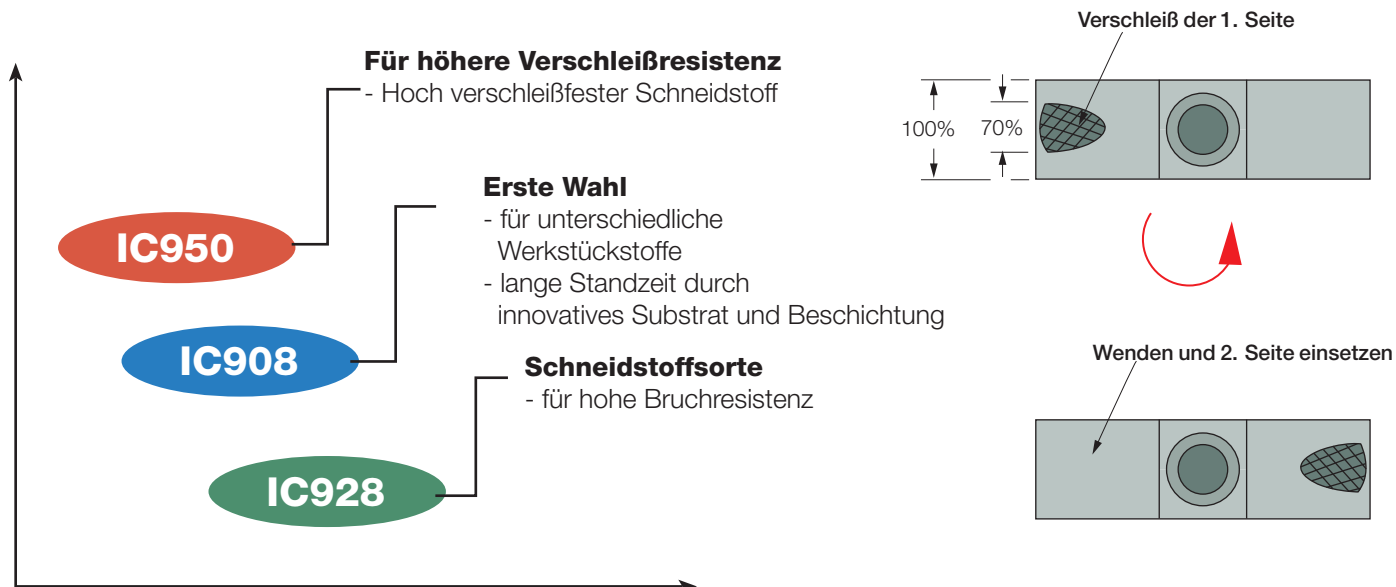 Für höhere Verschleißresistenz
- Hoch verschleißfester Schneidstoff
IC950
Erste Wahl
- für unterschiedliche
Werkstückstoffe
- lange Standzeit durch
innovatives Substrat und Beschichtung
IC908
Schneidstoffsorte
- für hohe Bruchresistenz
IC928
Verschleiß der 1. Seite
100%
70%
Wenden und 2. Seite einsetzen